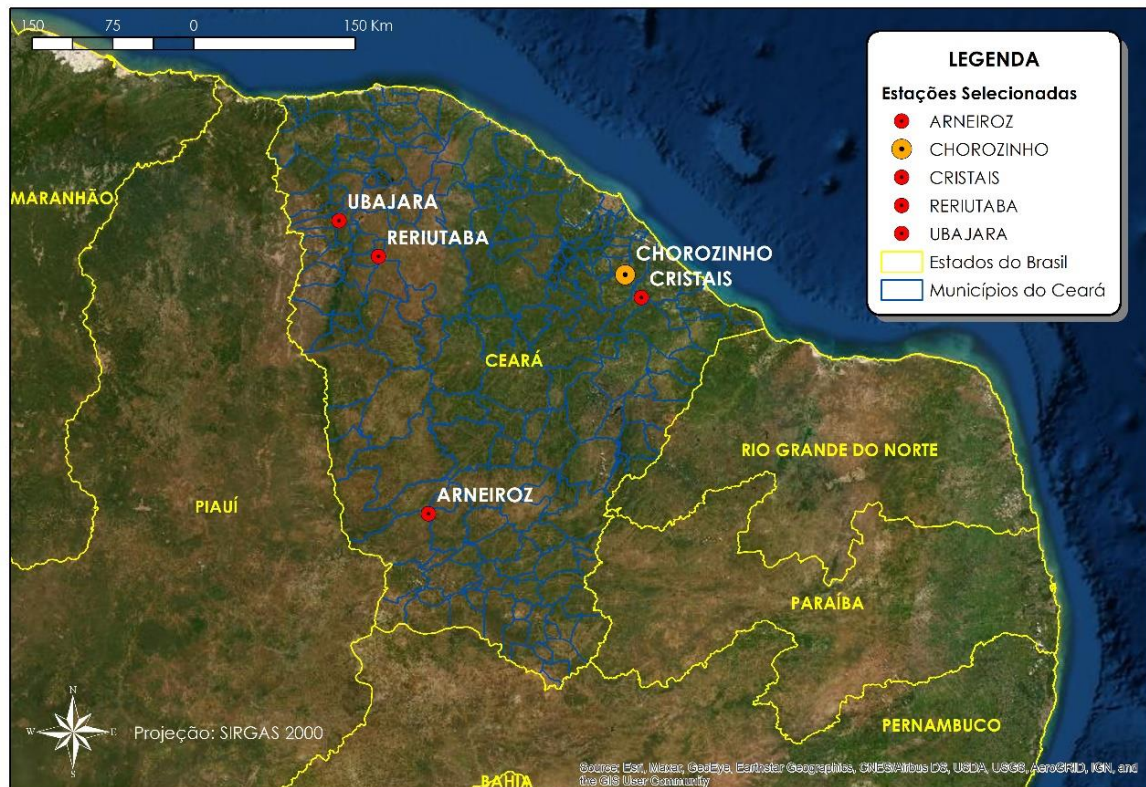 150 75 0 150 Km
LEGENDA
Estações Selecionadas
ARNEIROZ
CHOROZINHO
CRISTAIS
RERIUTABA
UBAJARA
Estados do Brasil
Municípios do Ceará
MARANHÃO
UBAJARA
RERIUTABA
CHOROZINHO
CRISTAIS
CEARÁ
RIO GRANDE DO NORTE
ARNEIROZ
PIAUÍ
PARAÍBA
PERNAMBUCO
N
W E
S
Projeção: SIRGAS 2000
BAHIA
Source: Esri, Maxar, GeoEye, Earthstar Geographics, CNES/Airbus DS, USDA, USGS, AeroGRID, IGN, and
the GIS User Community